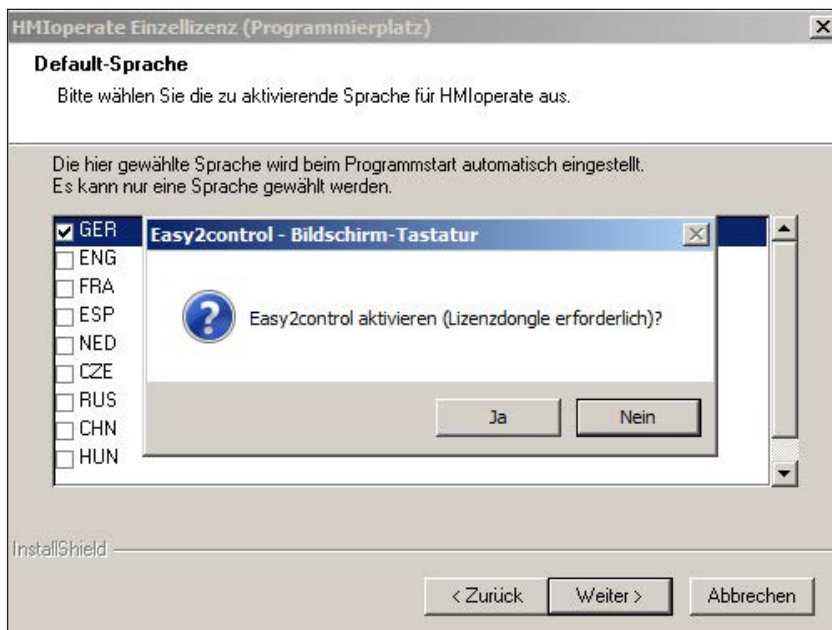 HMIoperate Einzellizenz (Programmierplatz)
Default-Sprache
Bitte wählen Sie die zu aktivierende Sprache für HMIoperate aus.
Die hier gewählte Sprache wird beim Programmstart automatisch eingestellt.
Es kann nur eine Sprache gewählt werden.
GER
ENG
FRA
ESP
NED
CZE
RUS
CHN
HUN
Easy2control - Bildschirm-Tastatur
Easy2control aktivieren (Lizenzdongle erforderlich)?
Ja
Nein
InstallShield
< Zurück
Weiter >
Abbrechen